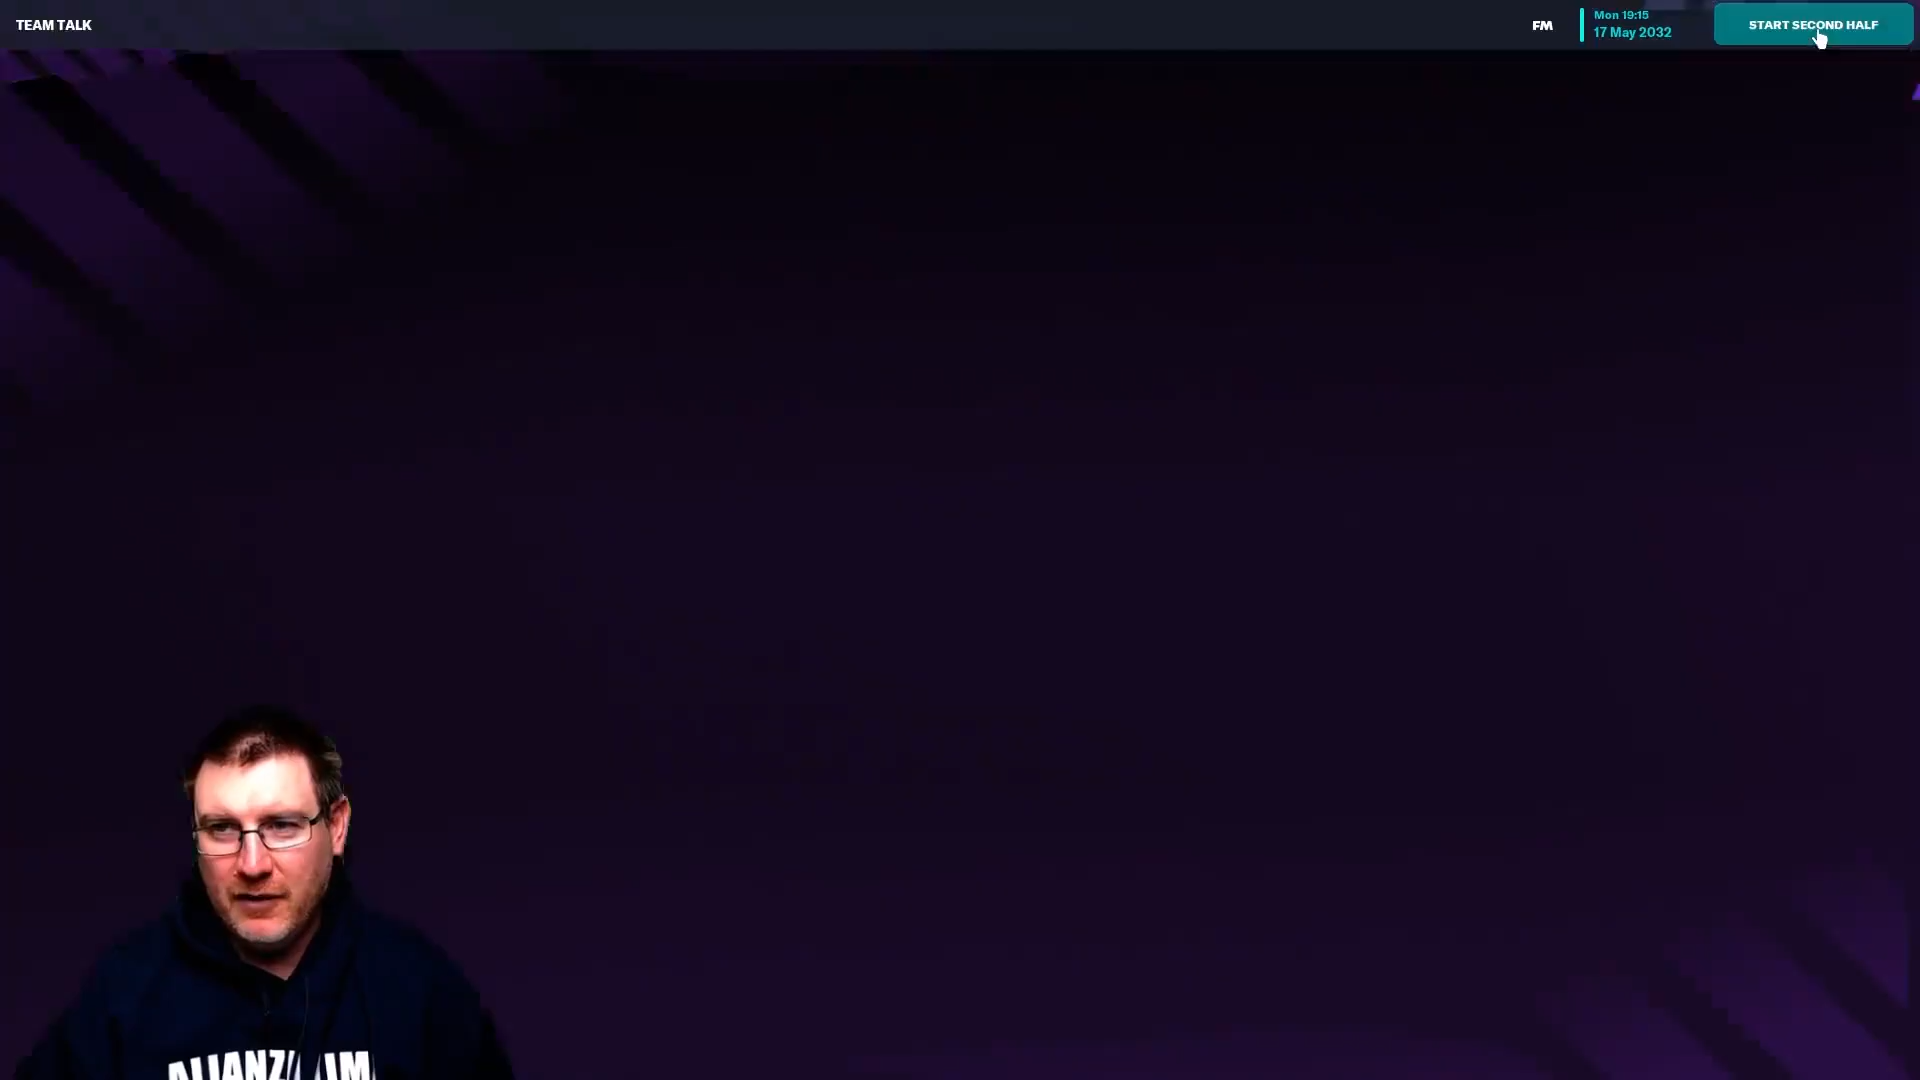 TEAM TALK
FM
Mon 19:15
17 May 2032
START SECOND HALF